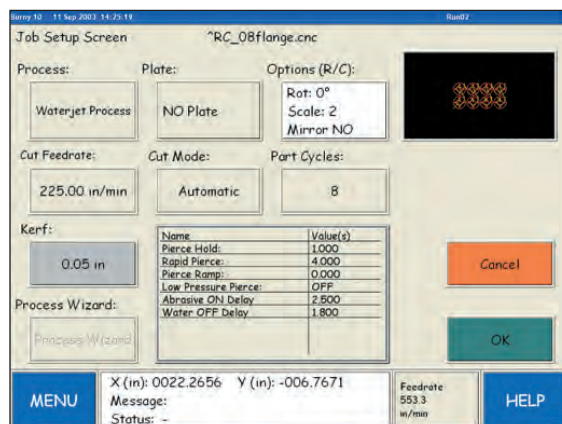 Burny 10 11 Sep 2003 14:25:19 Run07
Job Setup Screen ^RC_08flange.cnc
Process: Plate: Options (R/C):
Waterjet Process NO Plate
Rot: 0°
Scale: 2
Mirror NO
Cut Feedrate: Cut Mode: Part Cycles:
225.00 in/min Automatic 8
Kerf:
0.05 in
Name Value(s)
Pierce Hold: 1.000
Rapid Pierce: 4.000
Pierce Ramp: 0.000
Low Pressure Pierce: OFF
Abrasive ON Delay 2.500
Water OFF Delay 1.800
Cancel
Process Wizard:
Process Wizard
OK
MENU
X (in): 0022.2656 Y (in): -006.7671
Message:
Status: -
Feedrate
553.3
in/min
HELP